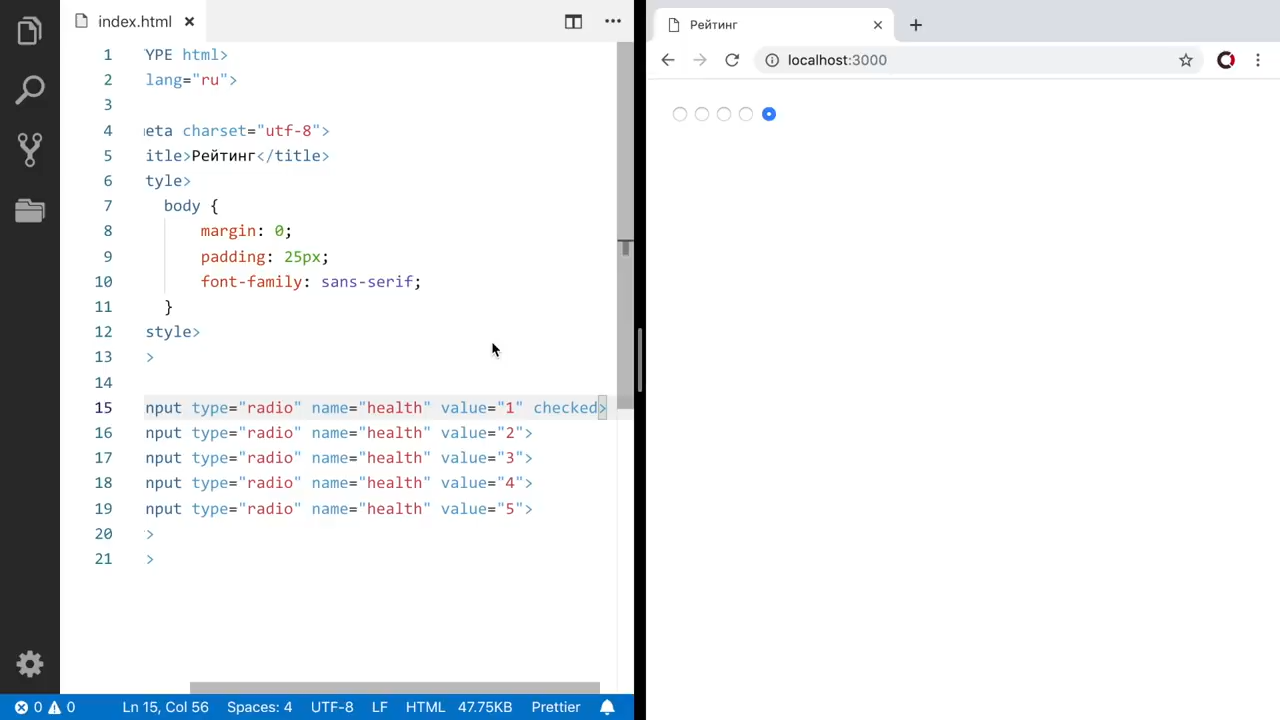 index.html
Рейтинг
localhost:3000
1 YPE html>
2 lang="ru">
3
4 eta charset="utf-8">
5 itle>Рейтинг</title>
6 tyle>
7 body {
8 margin: 0;
9 padding: 25px;
10 font-family: sans-serif;
11 }
12 style>
13 >
14
15 nput type="radio" name="health" value="1" checked>
16 nput type="radio" name="health" value="2">
17 nput type="radio" name="health" value="3">
18 nput type="radio" name="health" value="4">
19 nput type="radio" name="health" value="5">
20 >
21 >
0 0 Ln 15, Col 56 Spaces: 4 UTF-8 LF HTML 47.75KB Prettier